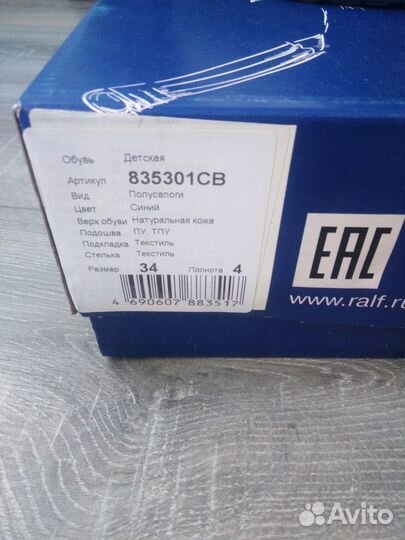 Обувь Детская
Артикул 835301СВ
Вид Полусапоги
Цвет Синий
Верх обуви Натуральная кожа
Подошва ПУ, ТПУ
Подкладка Текстиль
Стелька Текстиль
Размер 34 Полнота 4
4 690607 883517
EAC
www.ralf.ru
Avito